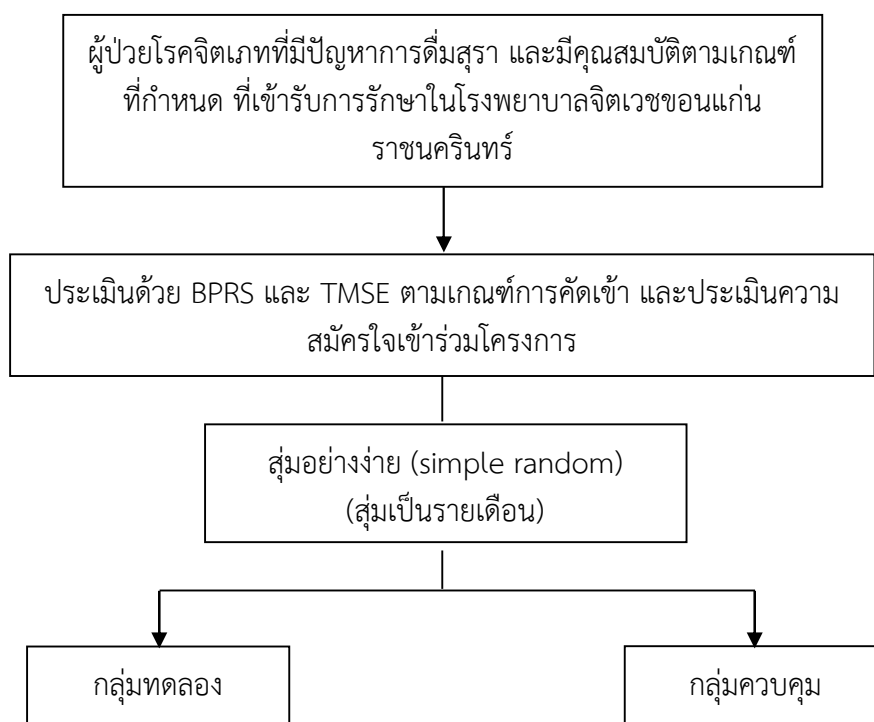 ผู้ป่วยโรคจิตเภทที่มีปัญหาการดื่มสุรา และมีคุณสมบัติตามเกณฑ์
ที่กำหนด ที่เข้ารับการรักษาในโรงพยาบาลจิตเวชขอนแก่น
ราชนครินทร์
ประเมินด้วย BPRS และ TMSE ตามเกณฑ์การคัดเข้า และประเมินความ
สมัครใจเข้าร่วมโครงการ
สุ่มอย่างง่าย (simple random)
(สุ่มเป็นรายเดือน)
กลุ่มทดลอง
กลุ่มควบคุม